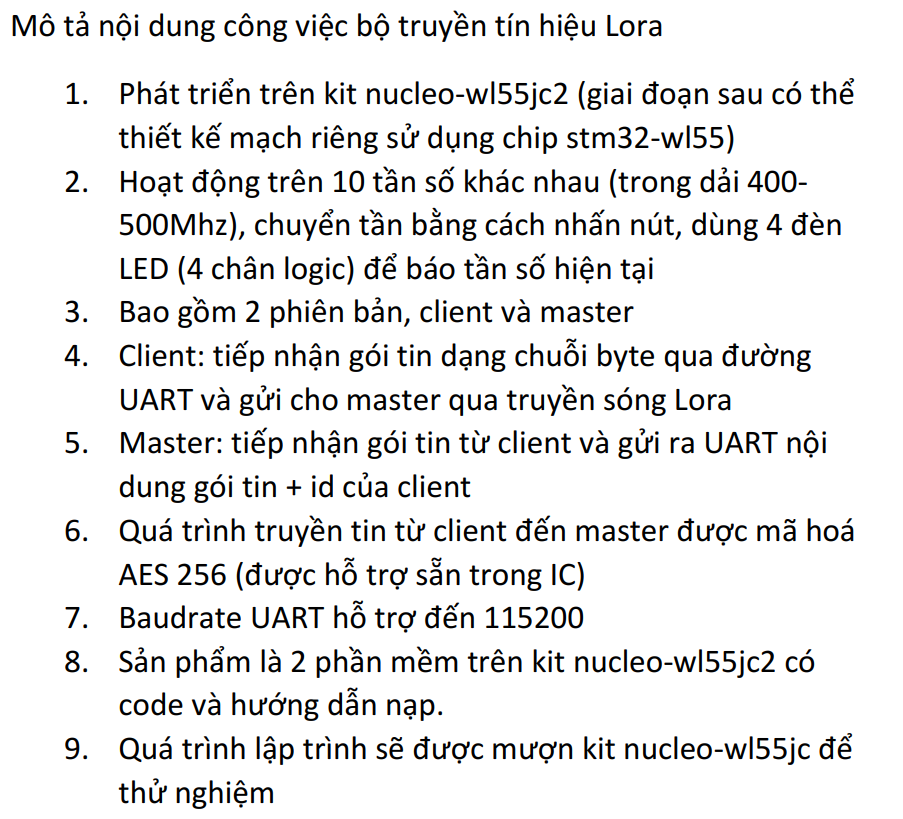 Mô tả nội dung công việc bộ truyền tín hiệu Lora
1. Phát triển trên kit nucleo-wl55jc2 (giai đoạn sau có thể
thiết kế mạch riêng sử dụng chip stm32-wl55)
2. Hoạt động trên 10 tần số khác nhau (trong dải 400-
500Mhz), chuyển tần bằng cách nhấn nút, dùng 4 đèn
LED (4 chân logic) để báo tần số hiện tại
3. Bao gồm 2 phiên bản, client và master
4. Client: tiếp nhận gói tin dạng chuỗi byte qua đường
UART và gửi cho master qua truyền sóng Lora
5. Master: tiếp nhận gói tin từ client và gửi ra UART nội
dung gói tin + id của client
6. Quá trình truyền tin từ client đến master được mã hoá
AES 256 (được hỗ trợ sẵn trong IC)
7. Baudrate UART hỗ trợ đến 115200
8. Sản phẩm là 2 phần mềm trên kit nucleo-wl55jc2 có
code và hướng dẫn nạp.
9. Quá trình lập trình sẽ được mượn kit nucleo-wl55jc để
thử nghiệm